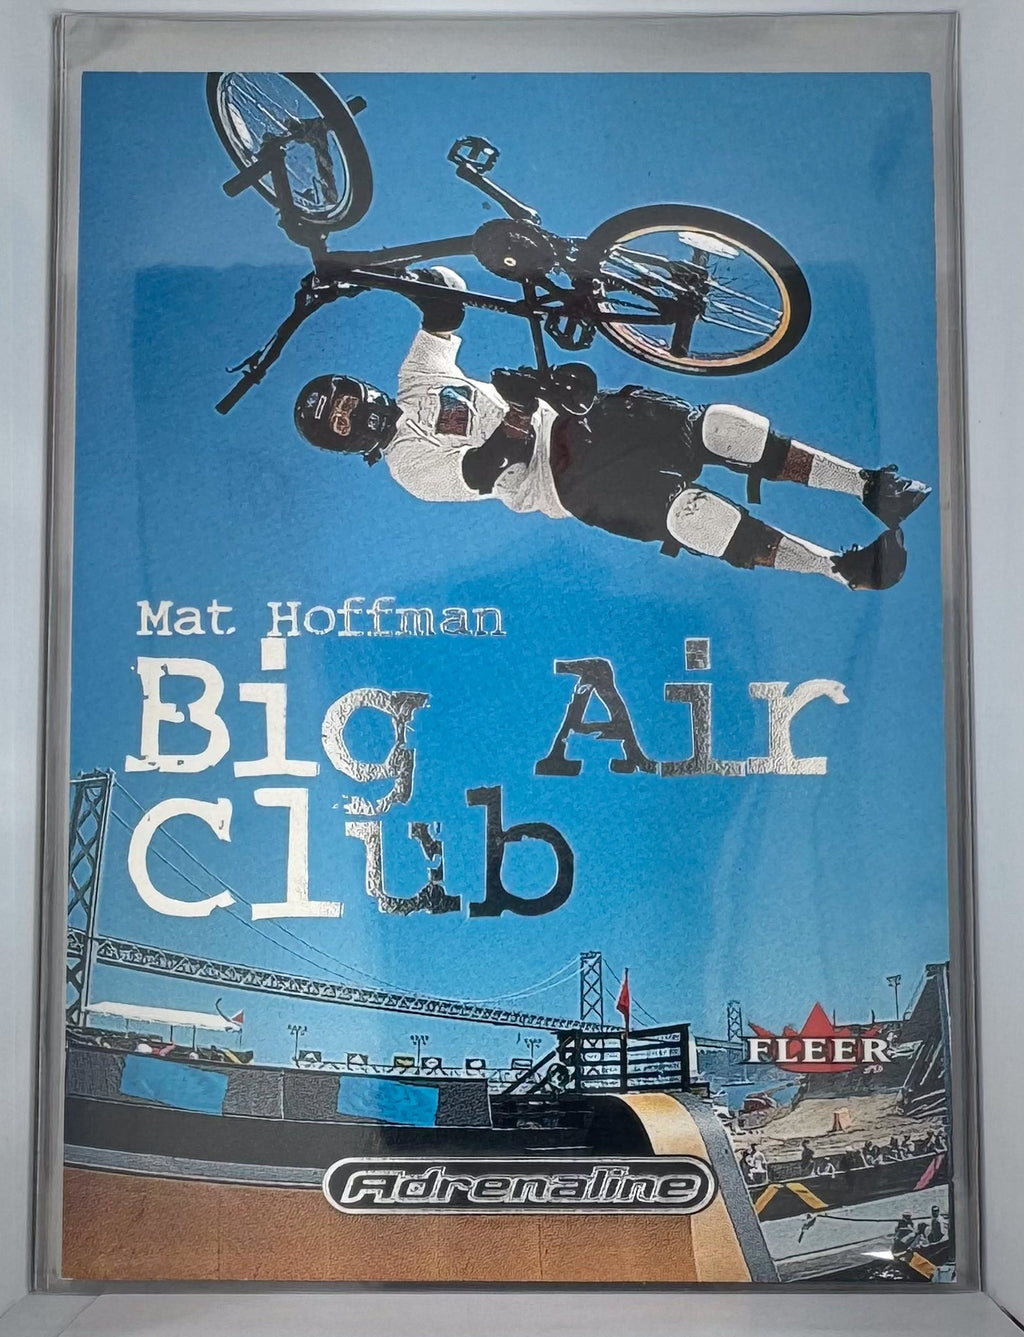 Mat Hoffman
Big Air
Club
FLEER
Adrenaline